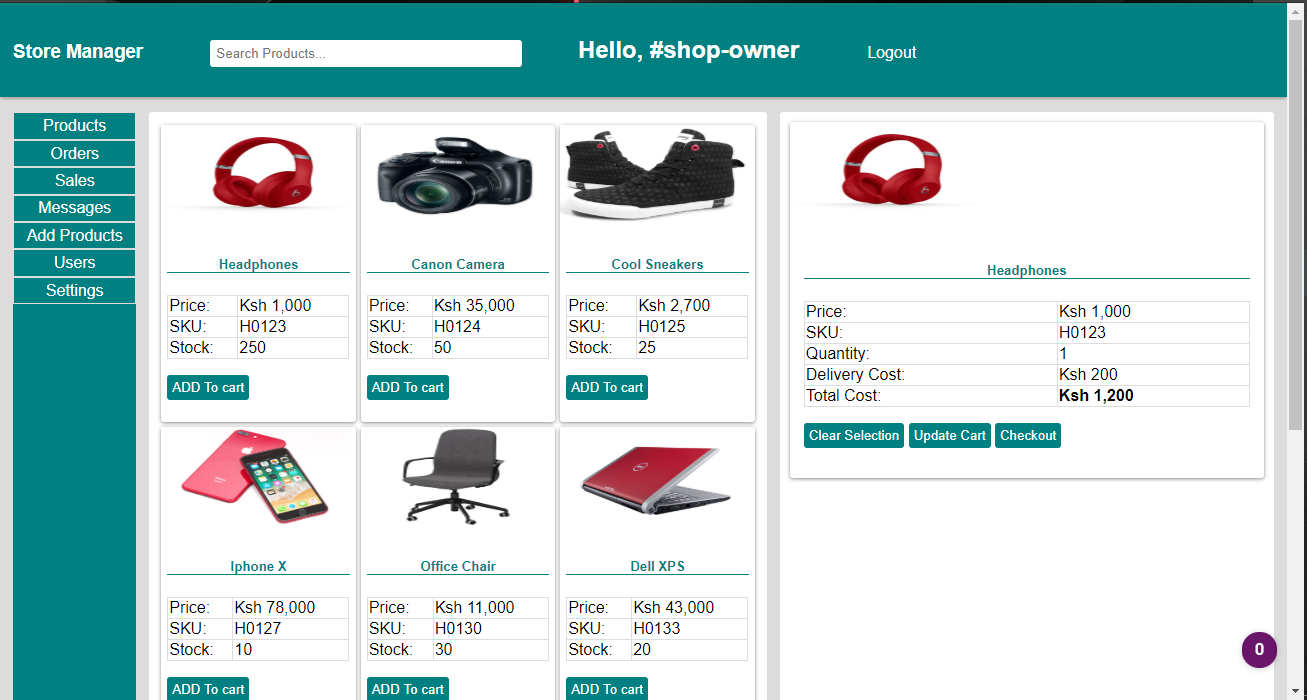 Store Manager
Search Products...
Hello, #shop-owner
Logout
Products
Orders
Sales
Messages
Add Products
Users
Settings
Headphones
Price: Ksh 1,000
SKU: H0123
Stock: 250
ADD To cart
Canon
Canon Camera
Price: Ksh 35,000
SKU: H0124
Stock: 50
ADD To cart
Cool Sneakers
Price: Ksh 2,700
SKU: H0125
Stock: 25
ADD To cart
Iphone X
Price: Ksh 78,000
SKU: H0127
Stock: 10
ADD To cart
Office Chair
Price: Ksh 11,000
SKU: H0130
Stock: 30
ADD To cart
Dell XPS
Price: Ksh 43,000
SKU: H0133
Stock: 20
ADD To cart
Headphones
Price: Ksh 1,000
SKU: H0123
Quantity: 1
Delivery Cost: Ksh 200
Total Cost: Ksh 1,200
Clear Selection
Update Cart
Checkout
0